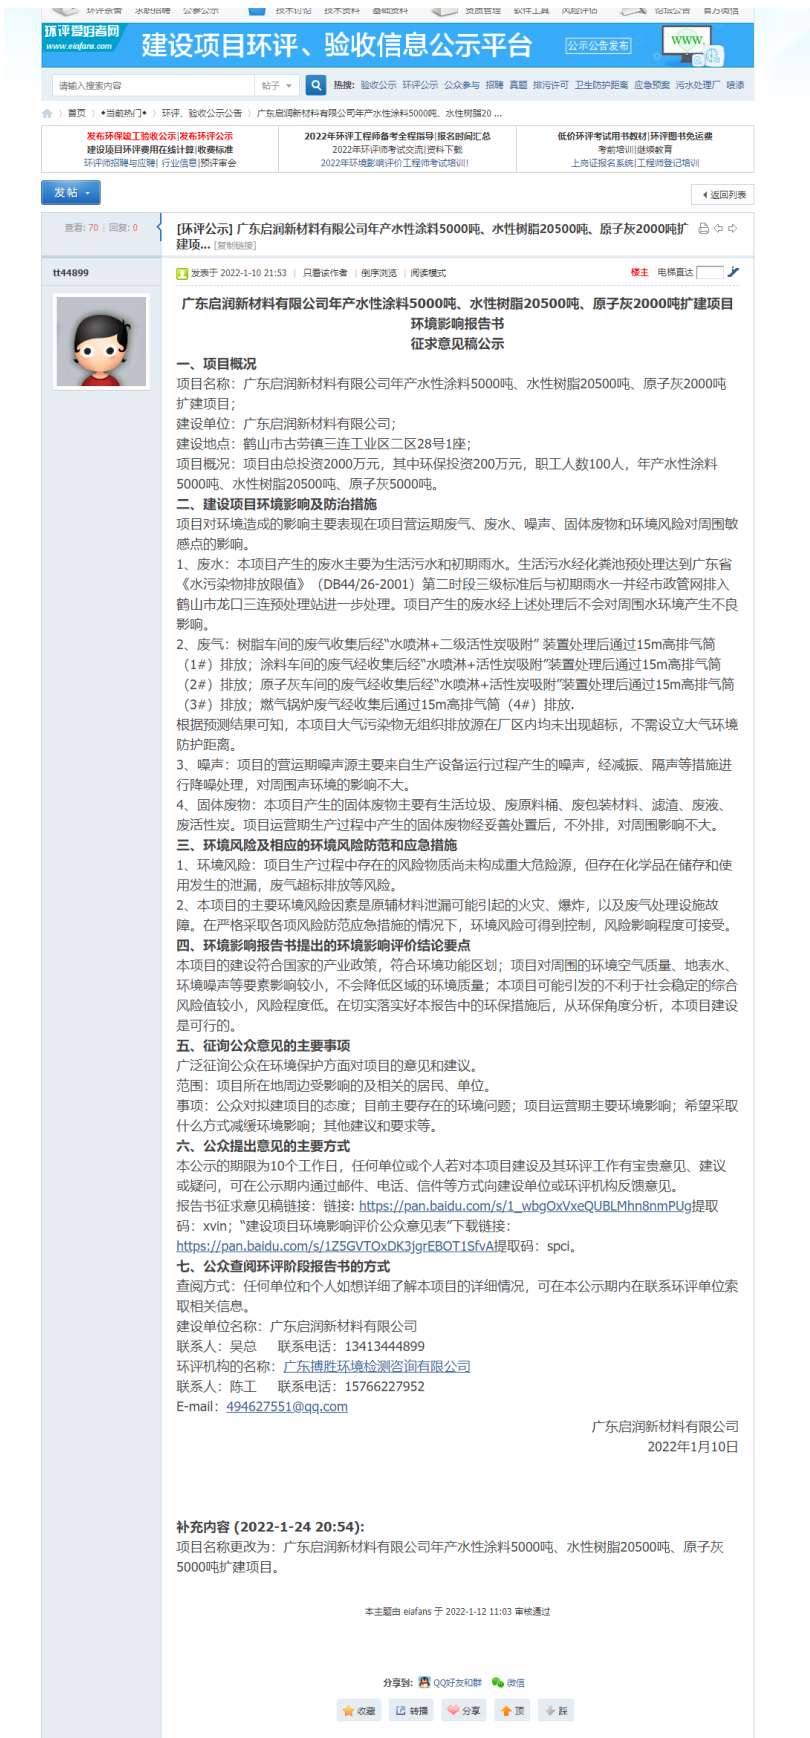 环评爱好者网
www.eiafans.com
建设项目环评、验收信息公示平台
公示公告发布
WWW.
请输入搜索内容
帖子
热搜: 验收公示 环评公示 公众参与 招聘 真题 排污许可 卫生防护距离 应急预案 污水处理厂 喷漆
首页 〉 •当前热门• 〉 环评、验收公示公告 〉 广东启润新材料有限公司年产水性涂料5000吨、水性树脂20 ...
发布环保竣工验收公示|发布环评公示
建设项目环评费用在线计算|收费标准
环评师招聘与应聘| 行业信息|预评审会
2022年环评工程师备考全程指导|报名时间汇总
2022年环评师考试交流|资料下载
2022年环境影响评价工程师考试培训!
低价环评考试用书教材|环评图书免运费
考前培训|继续教育
上岗证报名系统|工程师登记培训
发帖
返回列表
查看: 70 | 回复: 0
[环评公示] 广东启润新材料有限公司年产水性涂料5000吨、水性树脂20500吨、原子灰2000吨扩
建项... [复制链接]
tt44899
发表于 2022-1-10 21:53 | 只看该作者 | 倒序浏览 | 阅读模式
楼主 电梯直达
广东启润新材料有限公司年产水性涂料5000吨、水性树脂20500吨、原子灰2000吨扩建项目
环境影响报告书
征求意见稿公示
一、项目概况
项目名称：广东启润新材料有限公司年产水性涂料5000吨、水性树脂20500吨、原子灰2000吨
扩建项目；
建设单位：广东启润新材料有限公司；
建设地点：鹤山市古劳镇三连工业区二区28号1座；
项目概况：项目由总投资2000万元，其中环保投资200万元，职工人数100人，年产水性涂料
5000吨、水性树脂20500吨、原子灰5000吨。
二、建设项目环境影响及防治措施
项目对环境造成的影响主要表现在项目营运期废气、废水、噪声、固体废物和环境风险对周围敏
感点的影响。
1、废水：本项目产生的废水主要为生活污水和初期雨水。生活污水经化粪池预处理达到广东省
《水污染物排放限值》（DB44/26-2001）第二时段三级标准后与初期雨水一并经市政管网排入
鹤山市龙口三连预处理站进一步处理。项目产生的废水经上述处理后不会对周围水环境产生不良
影响。
2、废气：树脂车间的废气收集后经“水喷淋+二级活性炭吸附” 装置处理后通过15m高排气筒
（1#）排放；涂料车间的废气经收集后经“水喷淋+活性炭吸附”装置处理后通过15m高排气筒
（2#）排放；原子灰车间的废气经收集后经“水喷淋+活性炭吸附”装置处理后通过15m高排气筒
（3#）排放；燃气锅炉废气经收集后通过15m高排气筒（4#）排放.
根据预测结果可知，本项目大气污染物无组织排放源在厂区内均未出现超标，不需设立大气环境
防护距离。
3、噪声：项目的营运期噪声源主要来自生产设备运行过程产生的噪声，经减振、隔声等措施进
行降噪处理，对周围声环境的影响不大。
4、固体废物：本项目产生的固体废物主要有生活垃圾、废原料桶、废包装材料、滤渣、废液、
废活性炭。项目运营期生产过程中产生的固体废物经妥善处置后，不外排，对周围影响不大。
三、环境风险及相应的环境风险防范和应急措施
1、环境风险：项目生产过程中存在的风险物质尚未构成重大危险源，但存在化学品在储存和使
用发生的泄漏，废气超标排放等风险。
2、本项目的主要环境风险因素是原辅材料泄漏可能引起的火灾、爆炸，以及废气处理设施故
障。在严格采取各项风险防范应急措施的情况下，环境风险可得到控制，风险影响程度可接受。
四、环境影响报告书提出的环境影响评价结论要点
本项目的建设符合国家的产业政策，符合环境功能区划；项目对周围的环境空气质量、地表水、
环境噪声等要素影响较小，不会降低区域的环境质量；本项目可能引发的不利于社会稳定的综合
风险值较小，风险程度低。在切实落实好本报告中的环保措施后，从环保角度分析，本项目建设
是可行的。
五、征询公众意见的主要事项
广泛征询公众在环境保护方面对项目的意见和建议。
范围：项目所在地周边受影响的及相关的居民、单位。
事项：公众对拟建项目的态度；目前主要存在的环境问题；项目运营期主要环境影响；希望采取
什么方式减缓环境影响；其他建议和要求等。
六、公众提出意见的主要方式
本公示的期限为10个工作日，任何单位或个人若对本项目建设及其环评工作有宝贵意见、建议
或疑问，可在公示期内通过邮件、电话、信件等方式向建设单位或环评机构反馈意见。
报告书征求意见稿链接：链接: https://pan.baidu.com/s/1_wbgOxVxeQUBLMhn8nmPUg提取
码：xvin；“建设项目环境影响评价公众意见表”下载链接：
https://pan.baidu.com/s/1Z5GVTOxDK3jgrEBOT1SfvA提取码：spci。
七、公众查阅环评阶段报告书的方式
查阅方式：任何单位和个人如想详细了解本项目的详细情况，可在本公示期内在联系环评单位索
取相关信息。
建设单位名称：广东启润新材料有限公司
联系人：吴总 联系电话：13413444899
环评机构的名称：广东博胜环境检测咨询有限公司
联系人：陈工 联系电话：15766227952
E-mail：494627551@qq.com
广东启润新材料有限公司
2022年1月10日
补充内容 (2022-1-24 20:54):
项目名称更改为：广东启润新材料有限公司年产水性涂料5000吨、水性树脂20500吨、原子灰
5000吨扩建项目。
本主题由 eiafans 于 2022-1-12 11:03 审核通过
分享到: QQ好友和群 微信
收藏 转播 分享 顶 踩